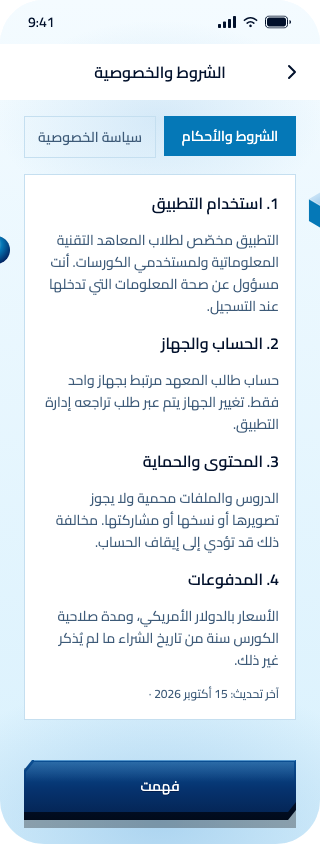 9:41
الشروط والخصوصية
الشروط والأحكام
سياسة الخصوصية
1. استخدام التطبيق
التطبيق مخصّص لطلاب المعاهد التقنية
المعلوماتية ولمستخدمي الكورسات. أنت
مسؤول عن صحة المعلومات التي تدخلها
عند التسجيل.
2. الحساب والجهاز
حساب طالب المعهد مرتبط بجهاز واحد
فقط. تغيير الجهاز يتم عبر طلب تراجعه إدارة
التطبيق.
3. المحتوى والحماية
الدروس والملفات محمية ولا يجوز
تصويرها أو نسخها أو مشاركتها. مخالفة
ذلك قد تؤدي إلى إيقاف الحساب.
4. المدفوعات
الأسعار بالدولار الأمريكي، ومدة صلاحية
الكورس سنة من تاريخ الشراء ما لم يُذكر
غير ذلك.
آخر تحديث: 15 أكتوبر 2026 ·
فهمت